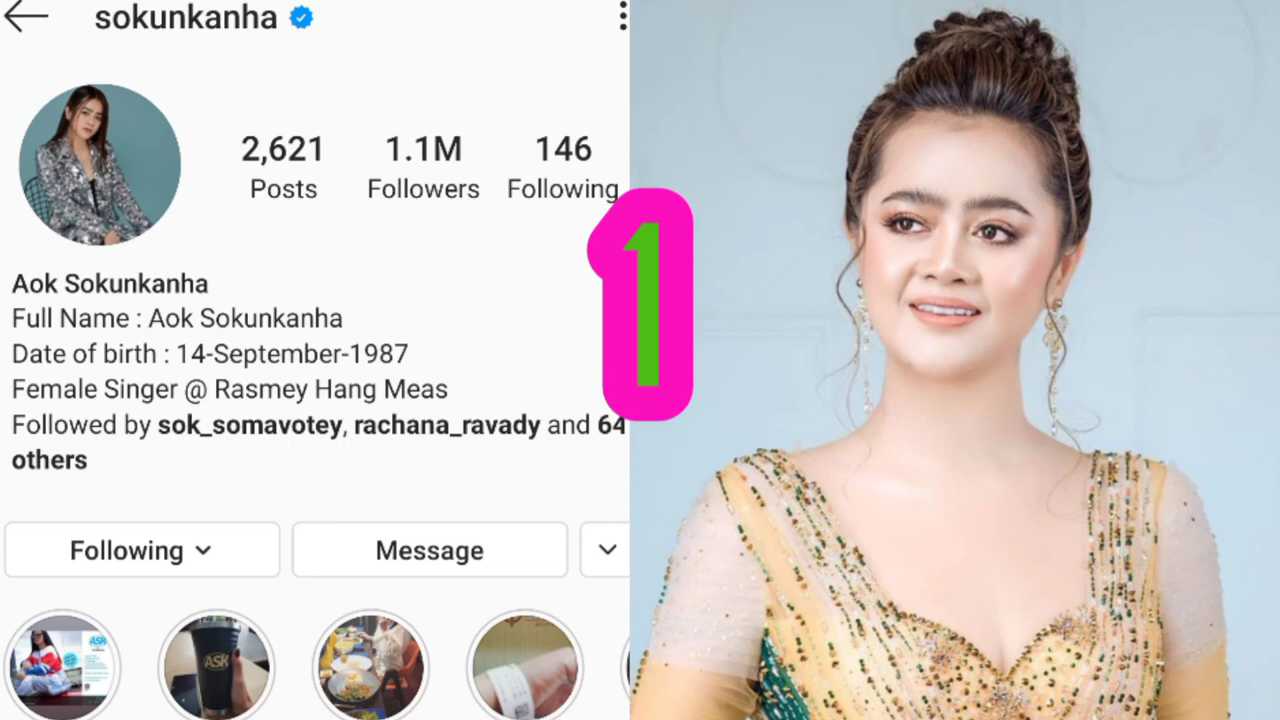 sokunkanha
2,621 1.1M 146
Posts Followers Following
Aok Sokunkanha
Full Name : Aok Sokunkanha
Date of birth : 14-September-1987
Female Singer @ Rasmey Hang Meas
Followed by sok_somavotey, rachana_ravady and 64
others
Following Message
ASK
ASK
1